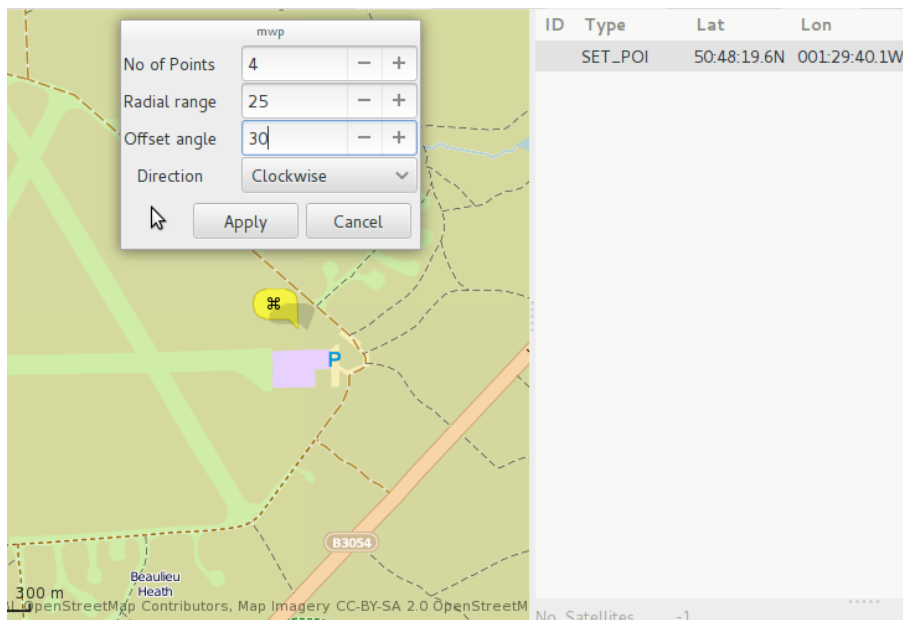 mwp
No of Points 4 − +
Radial range 25 − +
Offset angle 30 − +
Direction Clockwise
Apply Cancel
⌘
P
B3054
Beaulieu
Heath
300 m
OpenStreetMap Contributors, Map Imagery CC-BY-SA 2.0 OpenStreetM
ID Type Lat Lon
SET_POI 50:48:19.6N 001:29:40.1W
No. Satellites -1